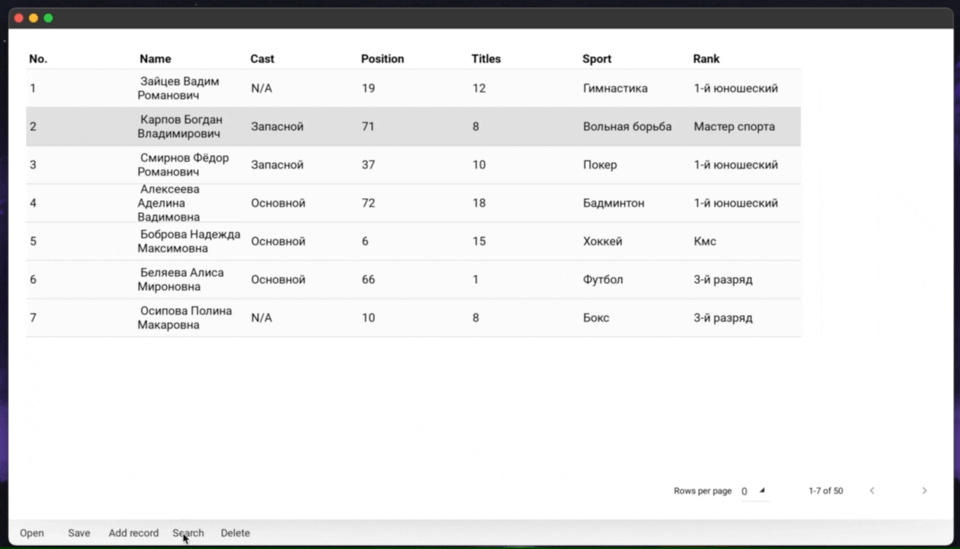 No. Name Cast Position Titles Sport Rank
1 Зайцев Вадим Романович N/A 19 12 Гимнастика 1-й юношеский
2 Карпов Богдан Владимирович Запасной 71 8 Вольная борьба Мастер спорта
3 Смирнов Фёдор Романович Запасной 37 10 Покер 1-й юношеский
4 Алексеева Аделина Вадимовна Основной 72 18 Бадминтон 1-й юношеский
5 Боброва Надежда Максимовна Основной 6 15 Хоккей Кмс
6 Беляева Алиса Мироновна Основной 66 1 Футбол 3-й разряд
7 Осипова Полина Макаровна N/A 10 8 Бокс 3-й разряд
Rows per page 0 1-7 of 50
Open Save Add record Search Delete